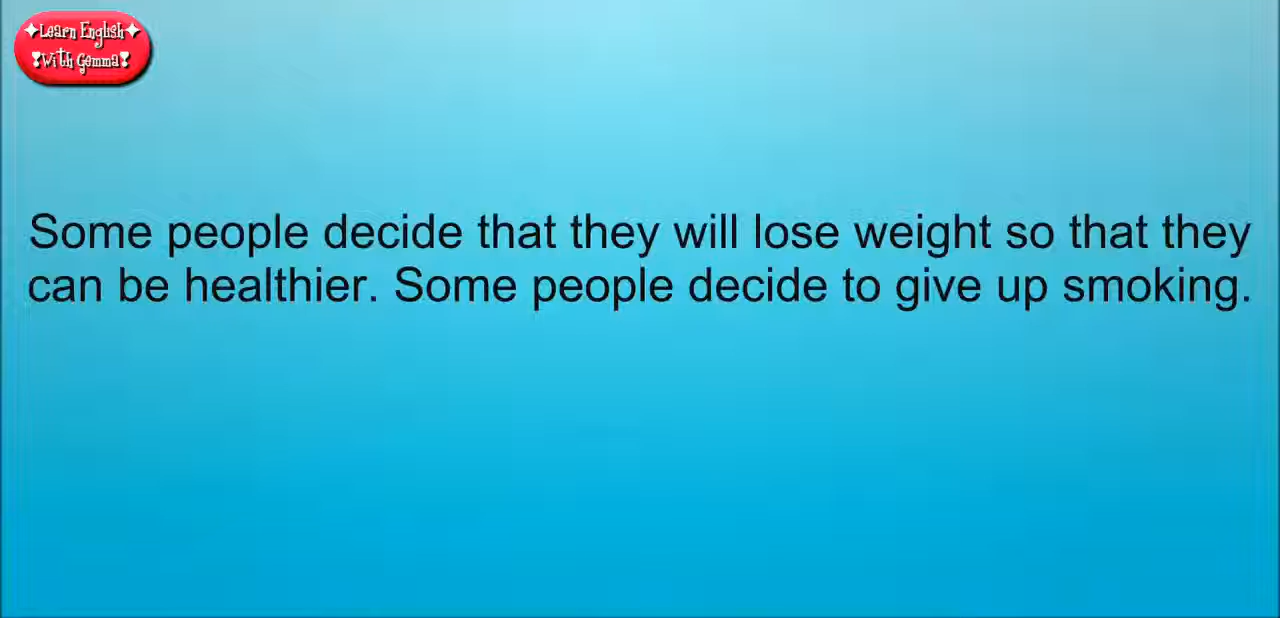 Learn English
With Gemma
Some people decide that they will lose weight so that they
can be healthier. Some people decide to give up smoking.